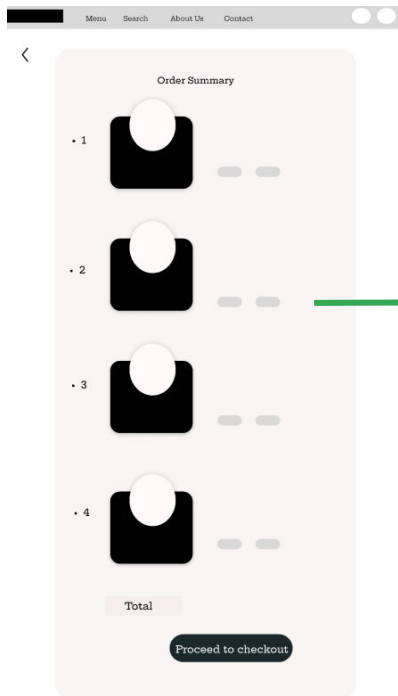 Menu Search About Us Contact
Order Summary
• 1
• 2
• 3
• 4
Total
Proceed to checkout